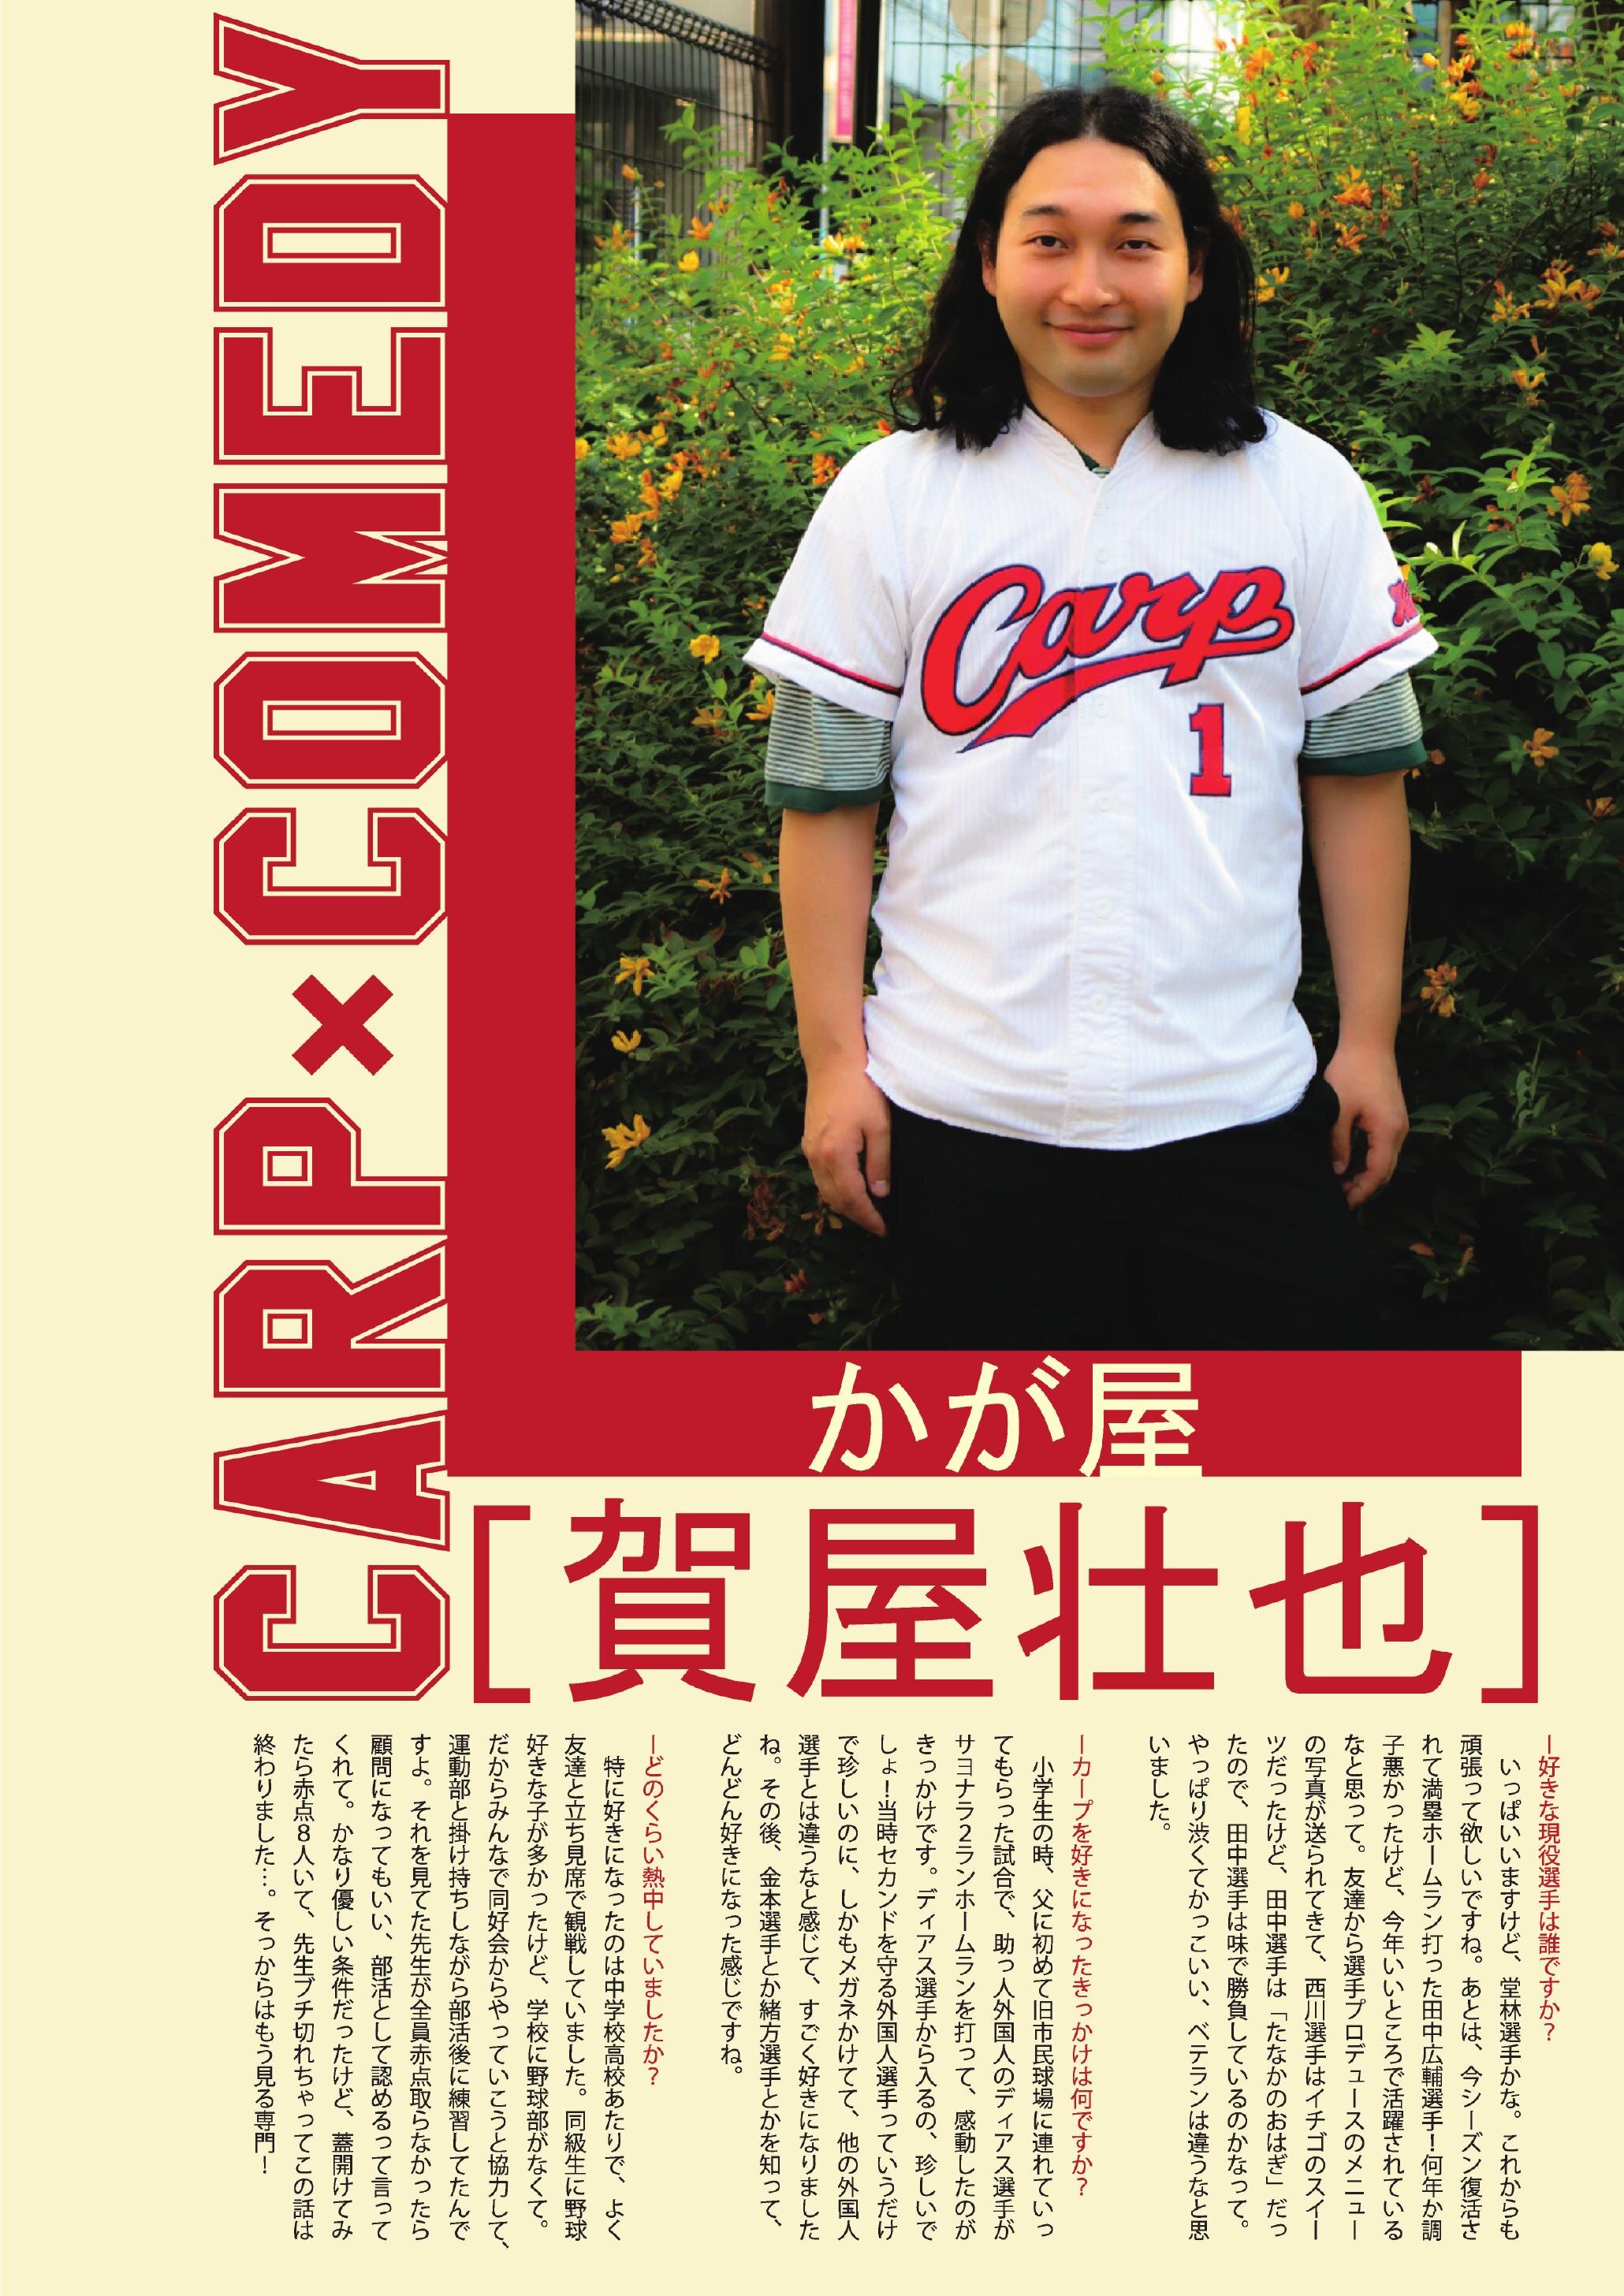 CARP×COMEDY
Carp
1
かが屋
[賀屋壮也]
ー好きな現役選手は誰ですか？
いっぱいいますけど、堂林選手かな。これからも
頑張って欲しいですね。あとは、今シーズン復活さ
れて満塁ホームラン打った田中広輔選手！何年か調
子悪かったけど、今年いいところで活躍されている
なと思って。友達から選手プロデュースのメニュー
の写真が送られてきて、西川選手はイチゴのスイー
ツだったけど、田中選手は「たなかのおはぎ」だっ
たので、田中選手は味で勝負しているのかなって。
やっぱり渋くてかっこいい、ベテランは違うなと思
いました。
ーカープを好きになったきっかけは何ですか？
小学生の時、父に初めて旧市民球場に連れていっ
てもらった試合で、助っ人外国人のディアス選手が
サヨナラ2ランホームランを打って、感動したのが
きっかけです。ディアス選手から入るの、珍しいで
しょ！当時セカンドを守る外国人選手っていうだけ
で珍しいのに、しかもメガネかけてて、他の外国人
選手とは違うなと感じて、すごく好きになりました
ね。その後、金本選手とか緒方選手とかを知って、
どんどん好きになった感じですね。
ーどのくらい熱中していましたか？
特に好きになったのは中学校高校あたりで、よく
友達と立ち見席で観戦していました。同級生に野球
好きな子が多かったけど、学校に野球部がなくて。
だからみんなで同好会からやっていこうと協力して、
運動部と掛け持ちしながら部活後に練習してたんで
すよ。それを見てた先生が全員赤点取らなかったら
顧問になってもいい、部活として認めるって言って
くれて。かなり優しい条件だったけど、蓋開けてみ
たら赤点8人いて、先生ブチ切れちゃってこの話は
終わりました…。そっからはもう見る専門！